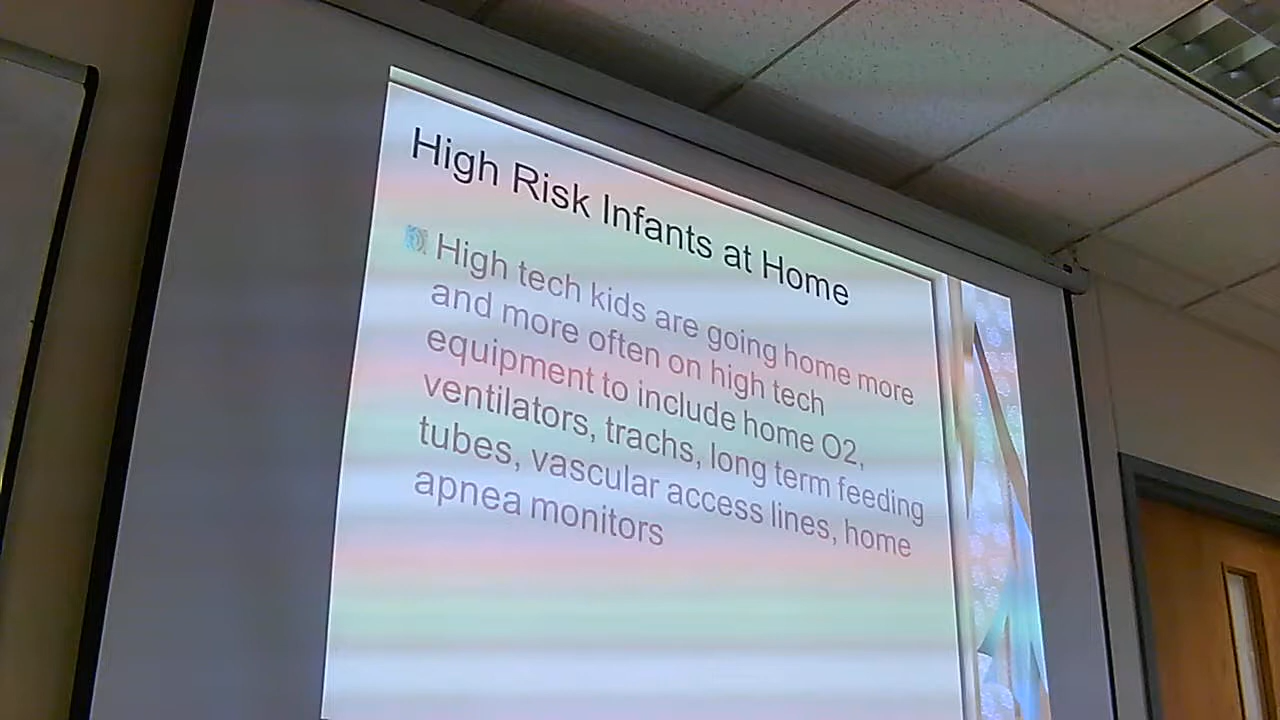 High Risk Infants at Home
High tech kids are going home more
and more often on high tech
equipment to include home O2,
ventilators, trachs, long term feeding
tubes, vascular access lines, home
apnea monitors